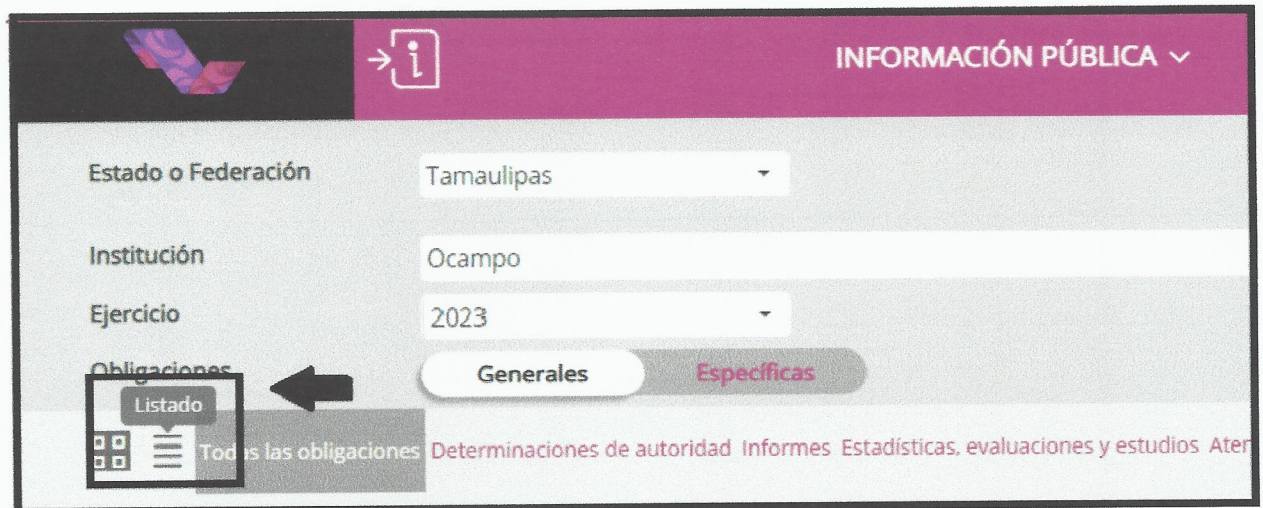 INFORMACIÓN PÚBLICA
Estado o Federación Tamaulipas
Institución Ocampo
Ejercicio 2023
Obligaciones Generales Específicas
Listado
Todas las obligaciones Determinaciones de autoridad Informes Estadísticas, evaluaciones y estudios Aten